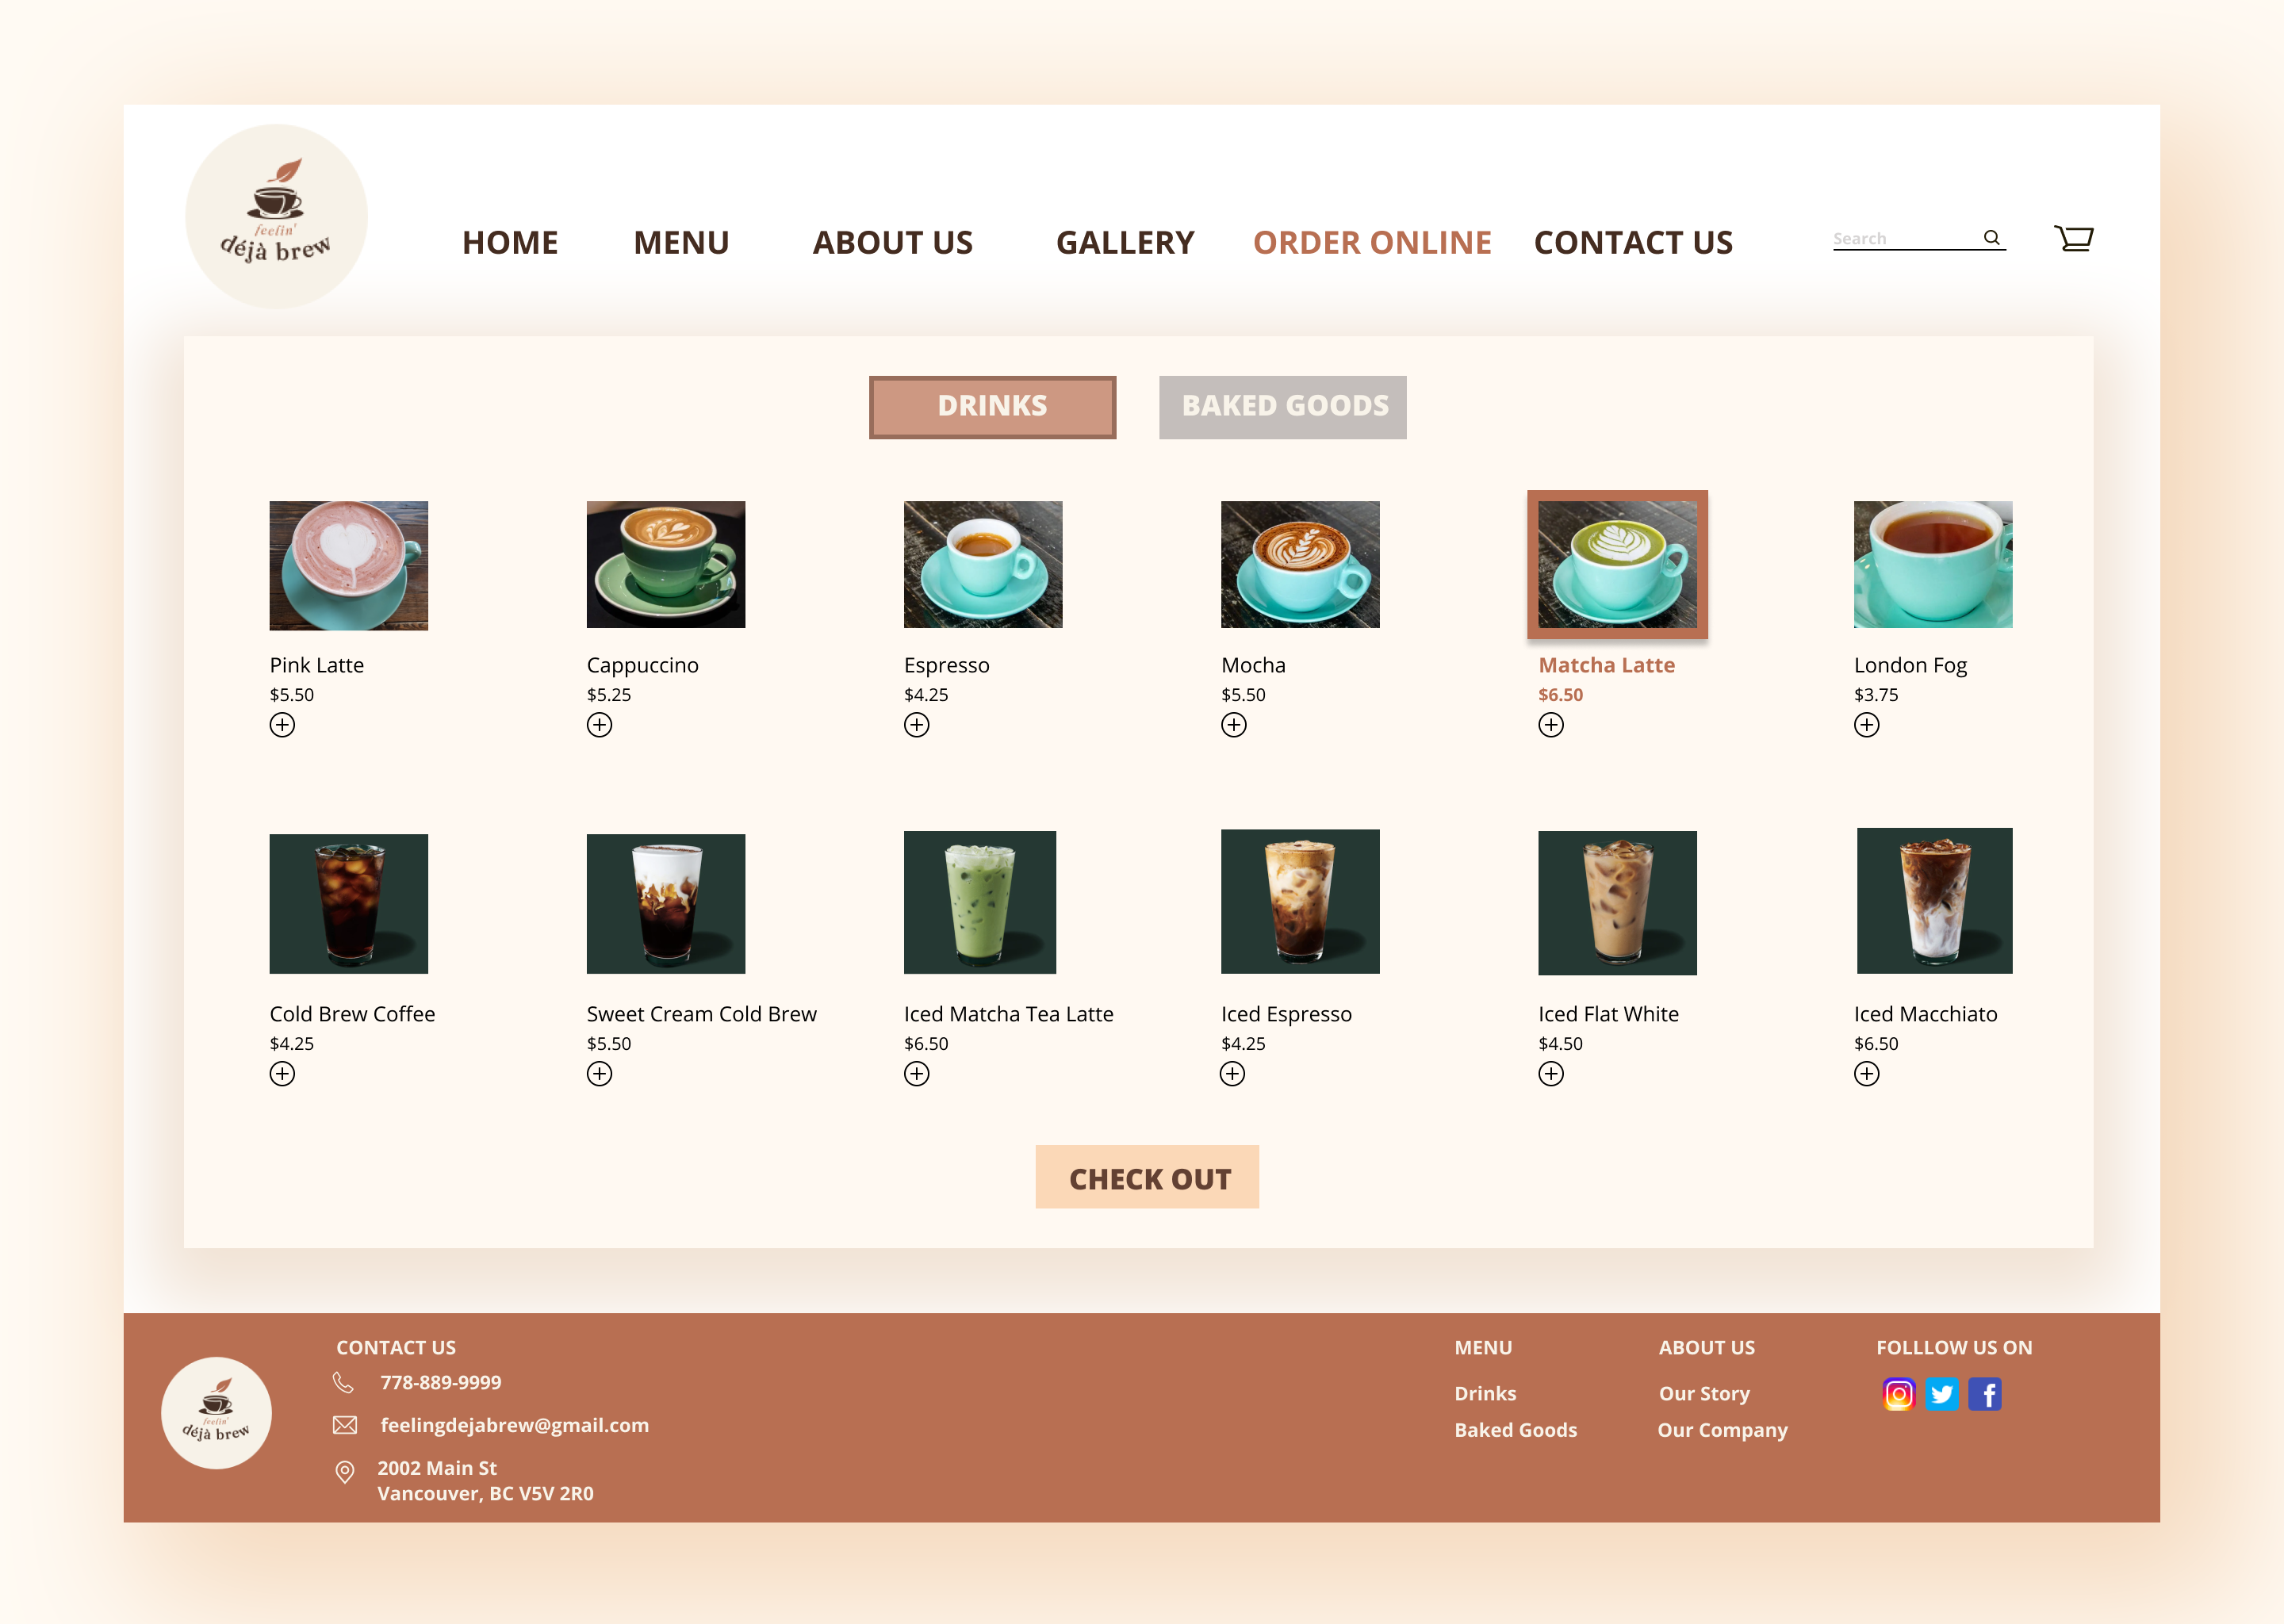 feelin'
déjà brew
HOME MENU ABOUT US GALLERY ORDER ONLINE CONTACT US Search
DRINKS BAKED GOODS
Pink Latte Cappuccino Espresso Mocha Matcha Latte London Fog
$5.50 $5.25 $4.25 $5.50 $6.50 $3.75
Cold Brew Coffee Sweet Cream Cold Brew Iced Matcha Tea Latte Iced Espresso Iced Flat White Iced Macchiato
$4.25 $5.50 $6.50 $4.25 $4.50 $6.50
CHECK OUT
feelin'
déjà brew
CONTACT US
778-889-9999
feelingdejabrew@gmail.com
2002 Main St
Vancouver, BC V5V 2R0
MENU
Drinks
Baked Goods
ABOUT US
Our Story
Our Company
FOLLLOW US ON